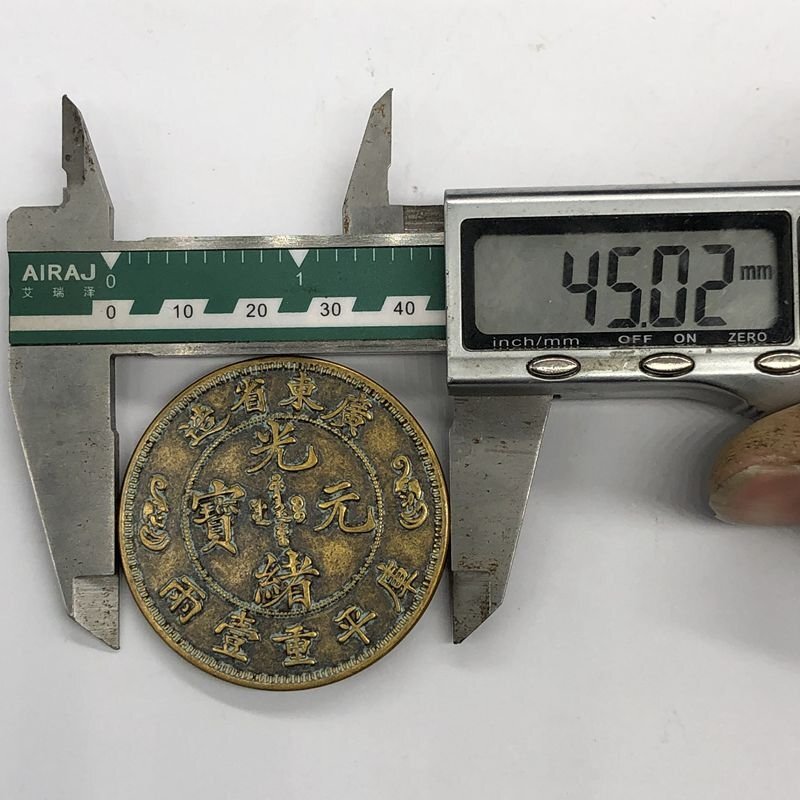 AIRAJ
艾瑞泽
0 1
0 10 20 30 40
45.02 mm
inch/mm OFF ON ZERO
廣東省造
光緒元寶
庫平重壹兩